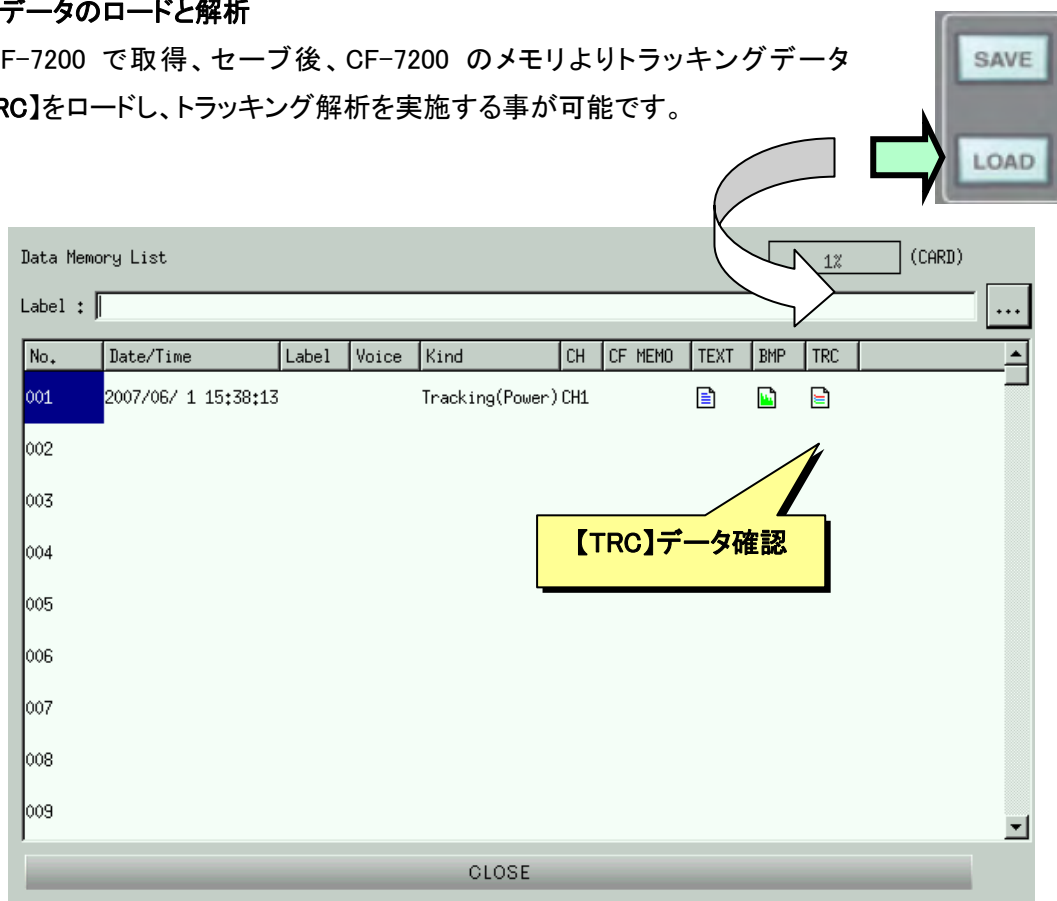 データのロードと解析
F-7200 で取得、セーブ後、CF-7200 のメモリよりトラッキングデータ
RC】をロードし、トラッキング解析を実施する事が可能です。
SAVE
LOAD
Data Memory List 1% (CARD)
Label : ...
No. Date/Time Label Voice Kind CH CF MEMO TEXT BMP TRC
001 2007/06/ 1 15:38:13 Tracking(Power) CH1
002
003
【TRC】データ確認
004
005
006
007
008
009
CLOSE